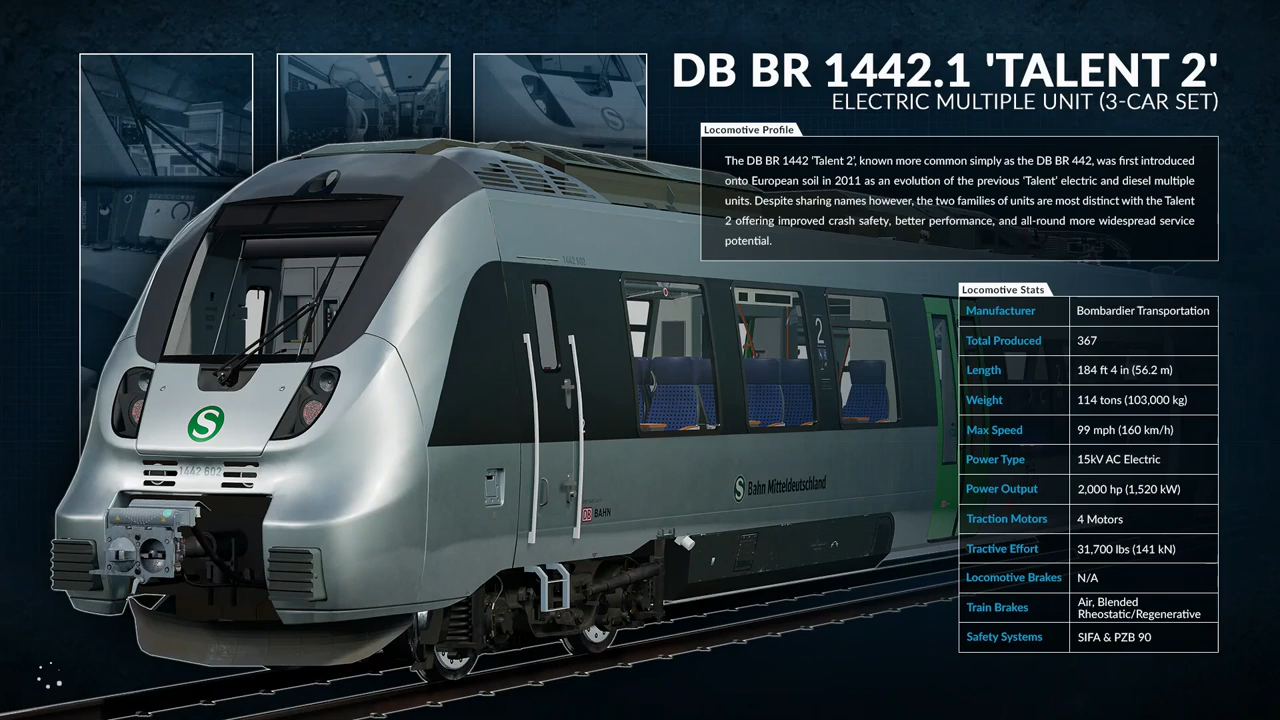 DB BR 1442.1 'TALENT 2'
ELECTRIC MULTIPLE UNIT (3-CAR SET)
Locomotive Profile
The DB BR 1442 'Talent 2', known more common simply as the DB BR 442, was first introduced
onto European soil in 2011 as an evolution of the previous 'Talent' electric and diesel multiple
units. Despite sharing names however, the two families of units are most distinct with the Talent
2 offering improved crash safety, better performance, and all-round more widespread service
potential.
Locomotive Stats
Manufacturer Bombardier Transportation
Total Produced 367
Length 184 ft 4 in (56.2 m)
Weight 114 tons (103,000 kg)
Max Speed 99 mph (160 km/h)
Power Type 15kV AC Electric
Power Output 2,000 hp (1,520 kW)
Traction Motors 4 Motors
Tractive Effort 31,700 lbs (141 kN)
Locomotive Brakes N/A
Train Brakes Air, Blended
Rheostatic/Regenerative
Safety Systems SIFA & PZB 90
1442 602
2
S
1442 602
S Bahn Mitteldeutschland
DB BAHN